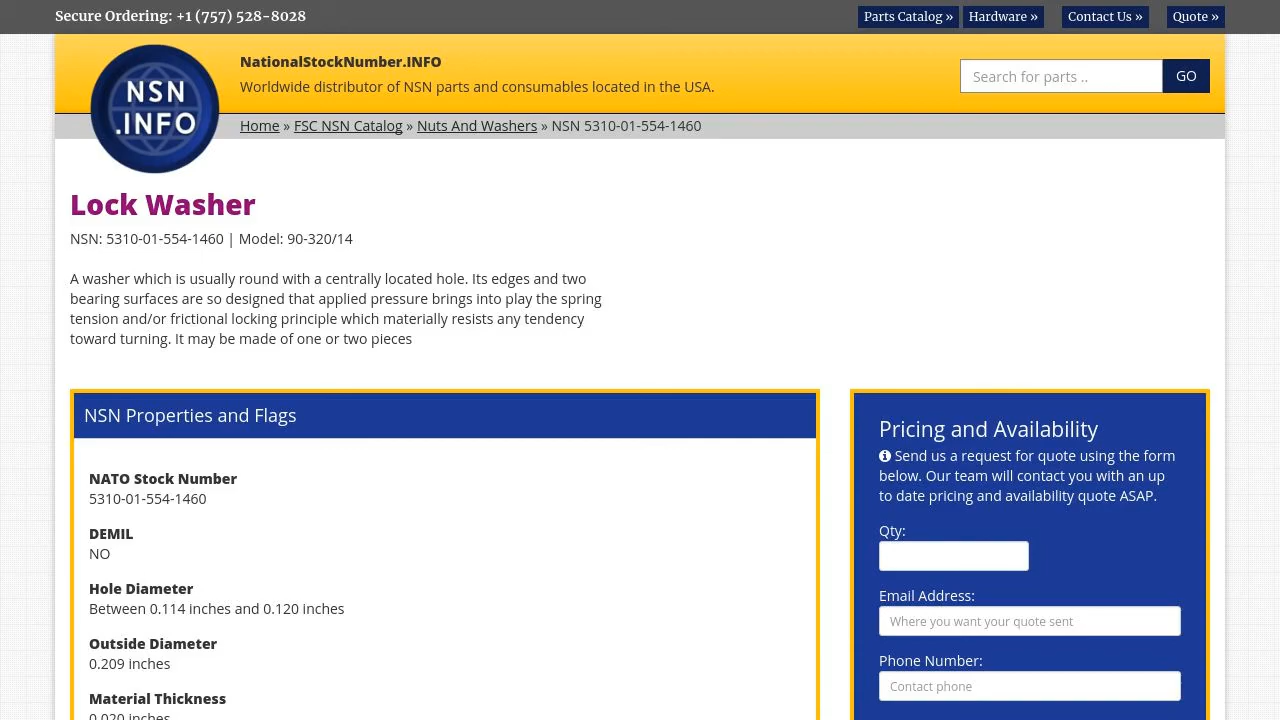 Secure Ordering: +1 (757) 528-8028
Parts Catalog »
Hardware »
Contact Us »
Quote »
NSN
.INFO
NationalStockNumber.INFO
Worldwide distributor of NSN parts and consumables located in the USA.
Search for parts ..
GO
Home » FSC NSN Catalog » Nuts And Washers » NSN 5310-01-554-1460
Lock Washer
NSN: 5310-01-554-1460 | Model: 90-320/14
A washer which is usually round with a centrally located hole. Its edges and two
bearing surfaces are so designed that applied pressure brings into play the spring
tension and/or frictional locking principle which materially resists any tendency
toward turning. It may be made of one or two pieces
NSN Properties and Flags
NATO Stock Number
5310-01-554-1460
DEMIL
NO
Hole Diameter
Between 0.114 inches and 0.120 inches
Outside Diameter
0.209 inches
Material Thickness
0.020 inches
Pricing and Availability
Send us a request for quote using the form
below. Our team will contact you with an up
to date pricing and availability quote ASAP.
Qty:
Email Address:
Where you want your quote sent
Phone Number:
Contact phone